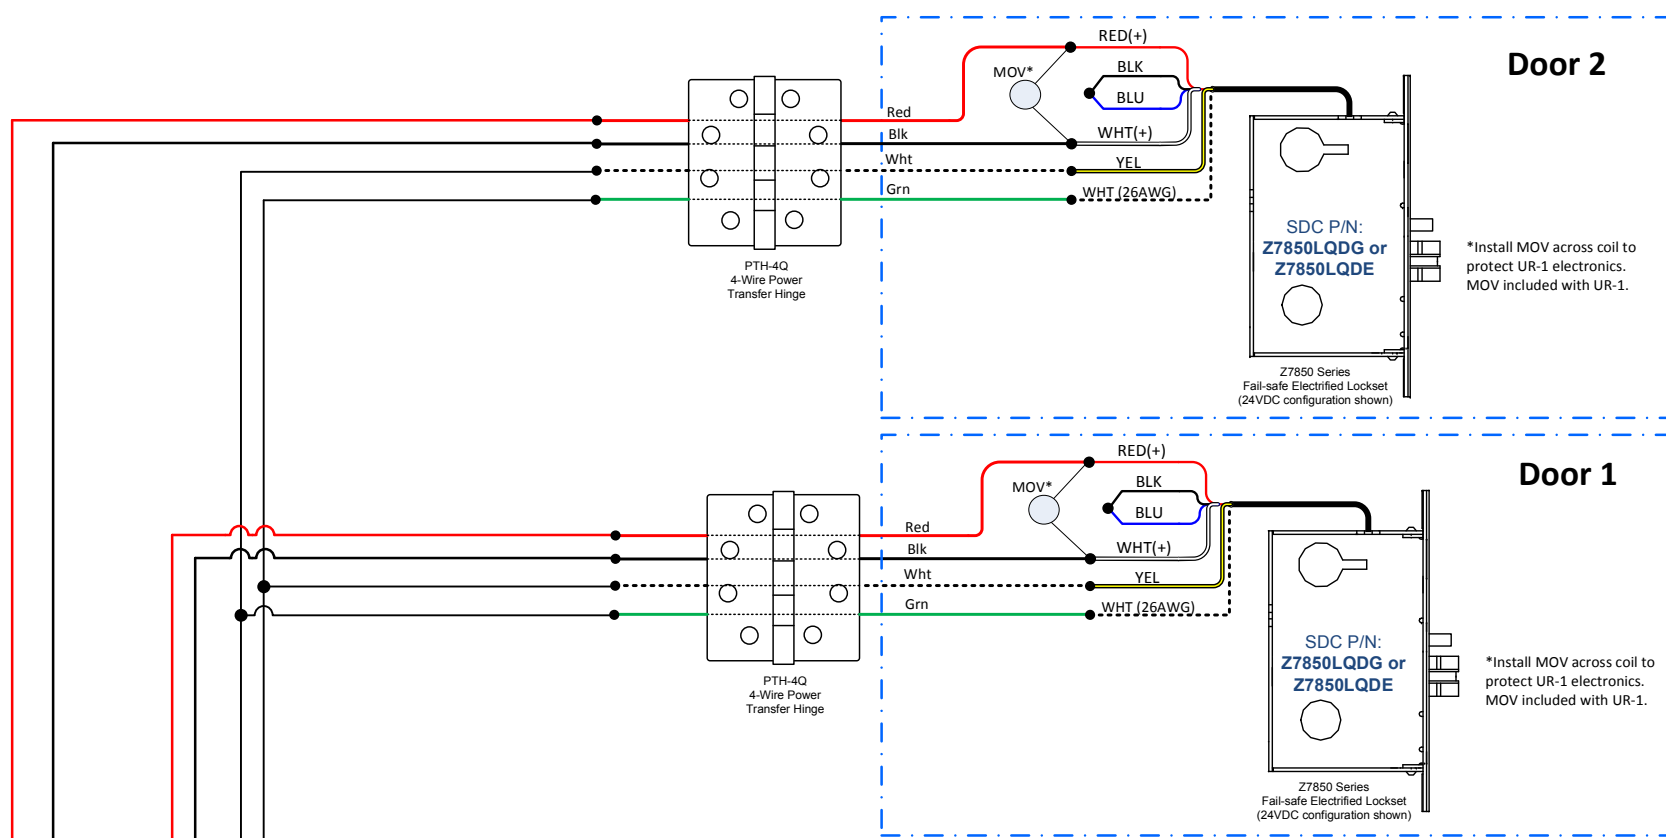 Door 2
RED(+)
MOV*
BLK
BLU
Red
Blk
WHT(+)
Wht
YEL
Grn
WHT (26AWG)
SDC P/N:
Z7850LQDG or
Z7850LQDE
*Install MOV across coil to
protect UR-1 electronics.
MOV included with UR-1.
PTH-4Q
4-Wire Power
Transfer Hinge
Z7850 Series
Fail-safe Electrified Lockset
(24VDC configuration shown)
Door 1
RED(+)
MOV*
BLK
BLU
Red
Blk
WHT(+)
Wht
YEL
Grn
WHT (26AWG)
SDC P/N:
Z7850LQDG or
Z7850LQDE
*Install MOV across coil to
protect UR-1 electronics.
MOV included with UR-1.
PTH-4Q
4-Wire Power
Transfer Hinge
Z7850 Series
Fail-safe Electrified Lockset
(24VDC configuration shown)